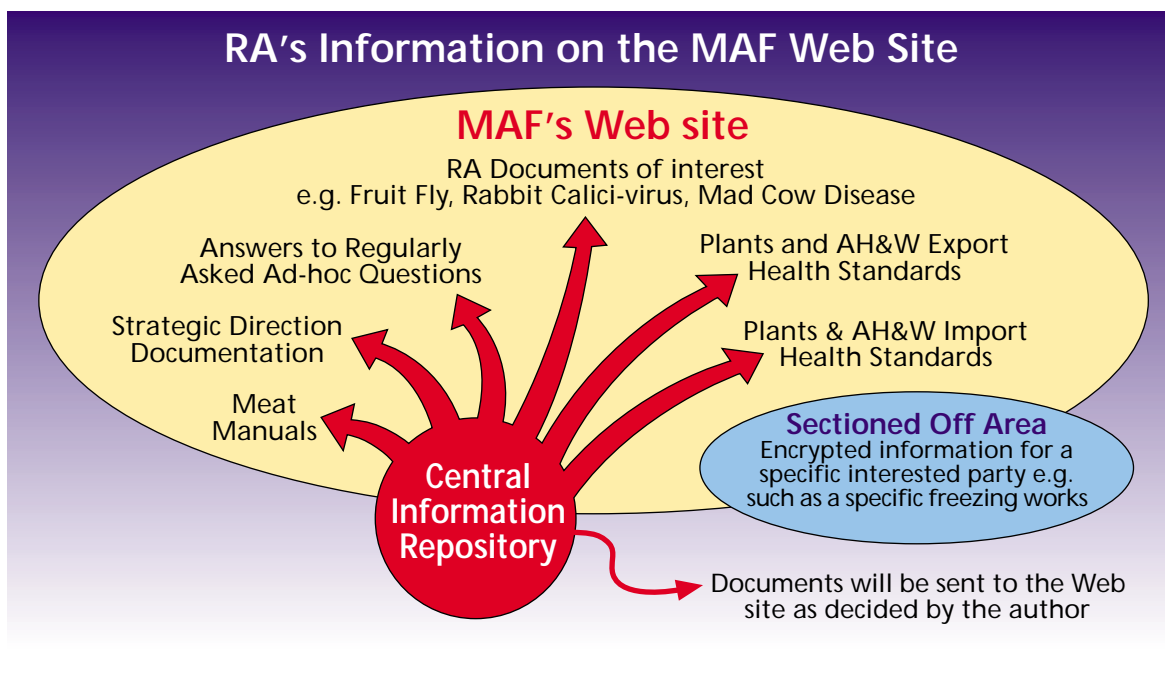 RA's Information on the MAF Web Site
MAF's Web site
RA Documents of interest
e.g. Fruit Fly, Rabbit Calici-virus, Mad Cow Disease
Answers to Regularly
Asked Ad-hoc Questions
Plants and AH&W Export
Health Standards
Strategic Direction
Documentation
Plants & AH&W Import
Health Standards
Meat
Manuals
Sectioned Off Area
Encrypted information for a
specific interested party e.g.
such as a specific freezing works
Central
Information
Repository
Documents will be sent to the Web
site as decided by the author